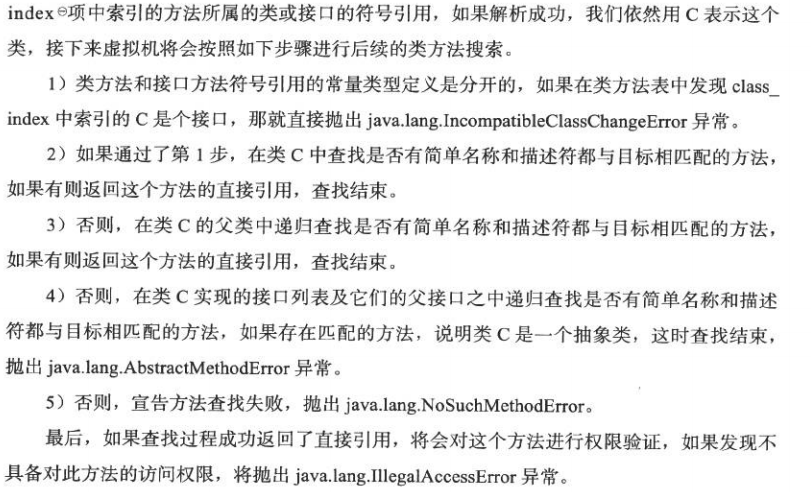 index⊖项中索引的方法所属的类或接口的符号引用，如果解析成功，我们依然用 C 表示这个
类，接下来虚拟机将会按照如下步骤进行后续的类方法搜索。
1）类方法和接口方法符号引用的常量类型定义是分开的，如果在类方法表中发现 class_
index 中索引的 C 是个接口，那就直接抛出 java.lang.IncompatibleClassChangeError 异常。
2）如果通过了第 1 步，在类 C 中查找是否有简单名称和描述符都与目标相匹配的方法，
如果有则返回这个方法的直接引用，查找结束。
3）否则，在类 C 的父类中递归查找是否有简单名称和描述符都与目标相匹配的方法，
如果有则返回这个方法的直接引用，查找结束。
4）否则，在类 C 实现的接口列表及它们的父接口之中递归查找是否有简单名称和描述
符都与目标相匹配的方法，如果存在匹配的方法，说明类 C 是一个抽象类，这时查找结束，
抛出 java.lang.AbstractMethodError 异常。
5）否则，宣告方法查找失败，抛出 java.lang.NoSuchMethodError。
最后，如果查找过程成功返回了直接引用，将会对这个方法进行权限验证，如果发现不
具备对此方法的访问权限，将抛出 java.lang.IllegalAccessError 异常。